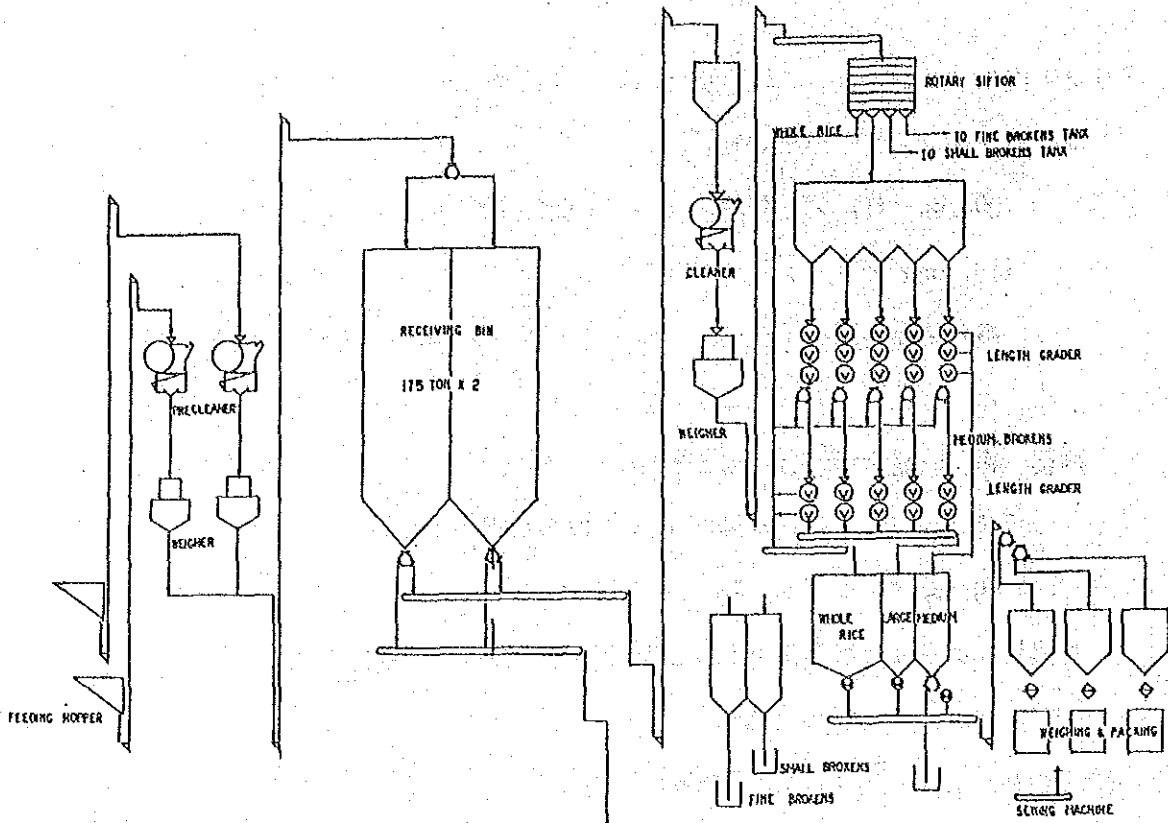 ROTARY SIFTOR
WHOLE RICE
TO FINE BROKENS TANK
TO SMALL BROKENS TANK
CLEANER
RECEIVING BIN
175 TON X 2
LENGTH GRADER
PRECLEANER
WEIGHER
MEDIUM BROKENS
LENGTH GRADER
WEIGHER
WHOLE
RICE
LARGE
MEDIUM
FEEDING HOPPER
WEIGHING & PACKING
SMALL BROKENS
FINE BROKENS
SEWING MACHINE